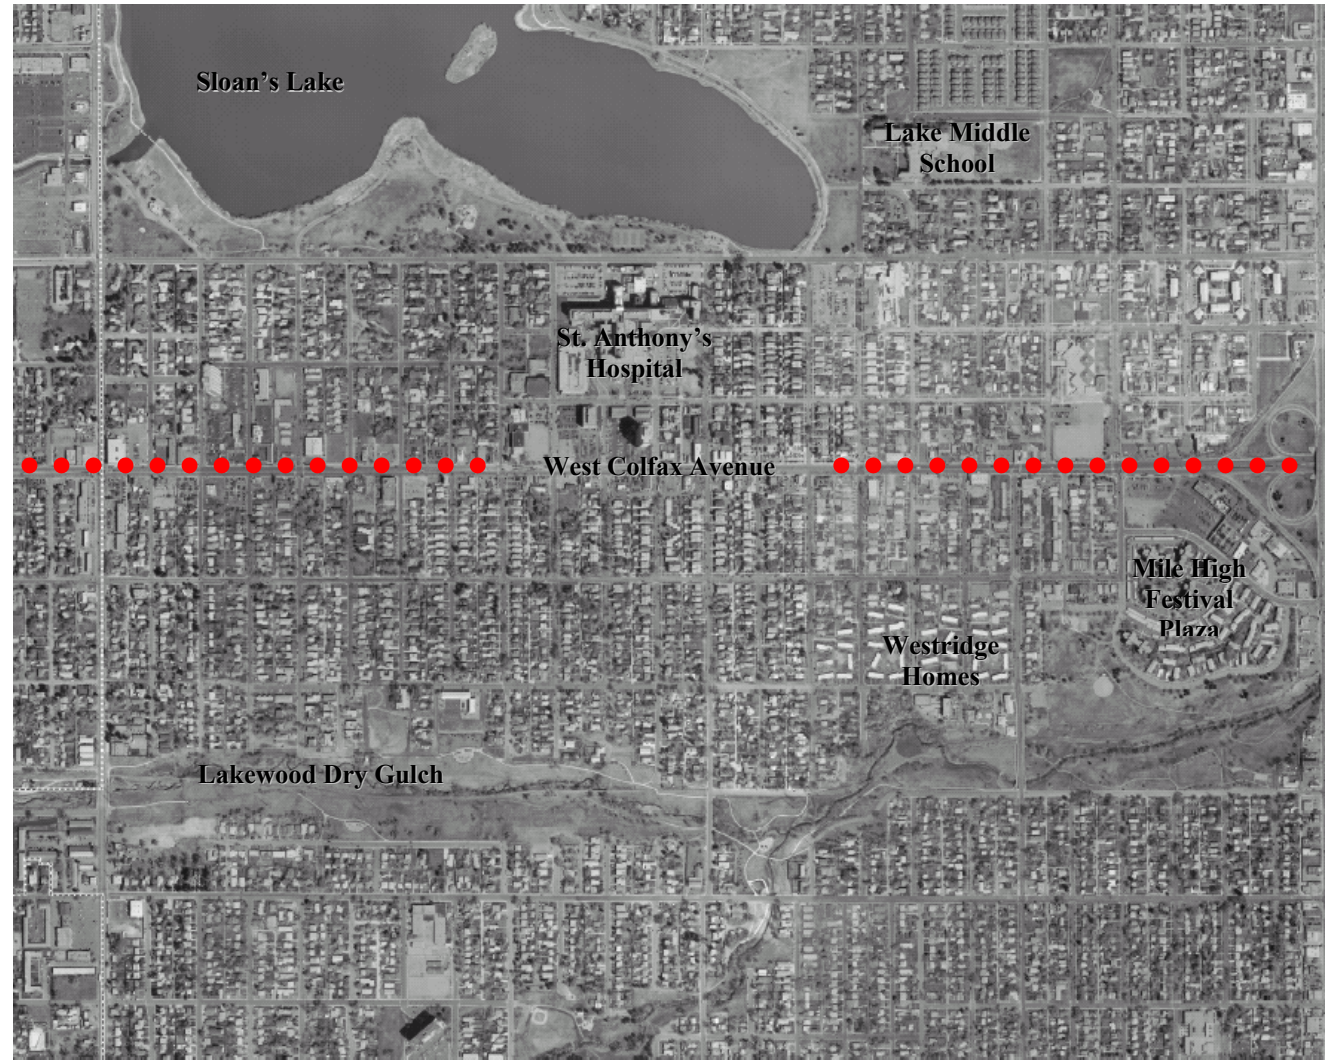 Sloan's Lake
Lake Middle
School
St. Anthony's
Hospital
West Colfax Avenue
Mile High
Festival
Plaza
Westridge
Homes
Lakewood Dry Gulch